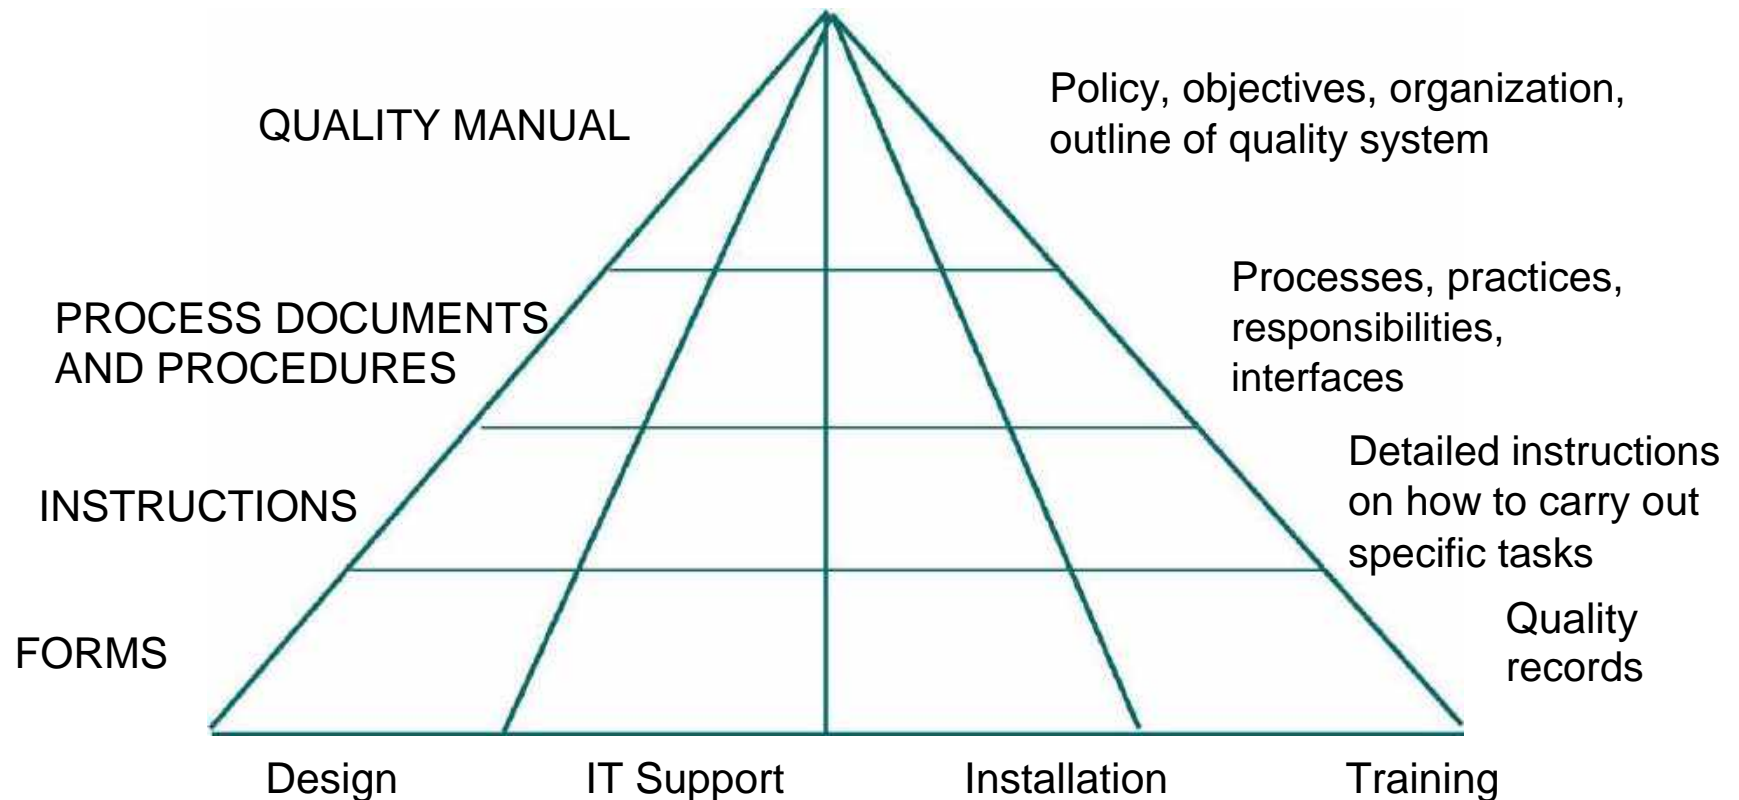 QUALITY MANUAL
Policy, objectives, organization,
outline of quality system
PROCESS DOCUMENTS
AND PROCEDURES
Processes, practices,
responsibilities,
interfaces
INSTRUCTIONS
Detailed instructions
on how to carry out
specific tasks
FORMS
Quality
records
Design
IT Support
Installation
Training